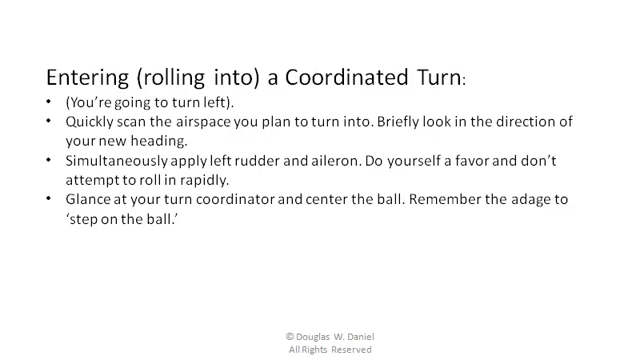 Entering (rolling into) a Coordinated Turn:
• (You’re going to turn left).
• Quickly scan the airspace you plan to turn into. Briefly look in the direction of
your new heading.
• Simultaneously apply left rudder and aileron. Do yourself a favor and don’t
attempt to roll in rapidly.
• Glance at your turn coordinator and center the ball. Remember the adage to
‘step on the ball.’
© Douglas W. Daniel
All Rights Reserved